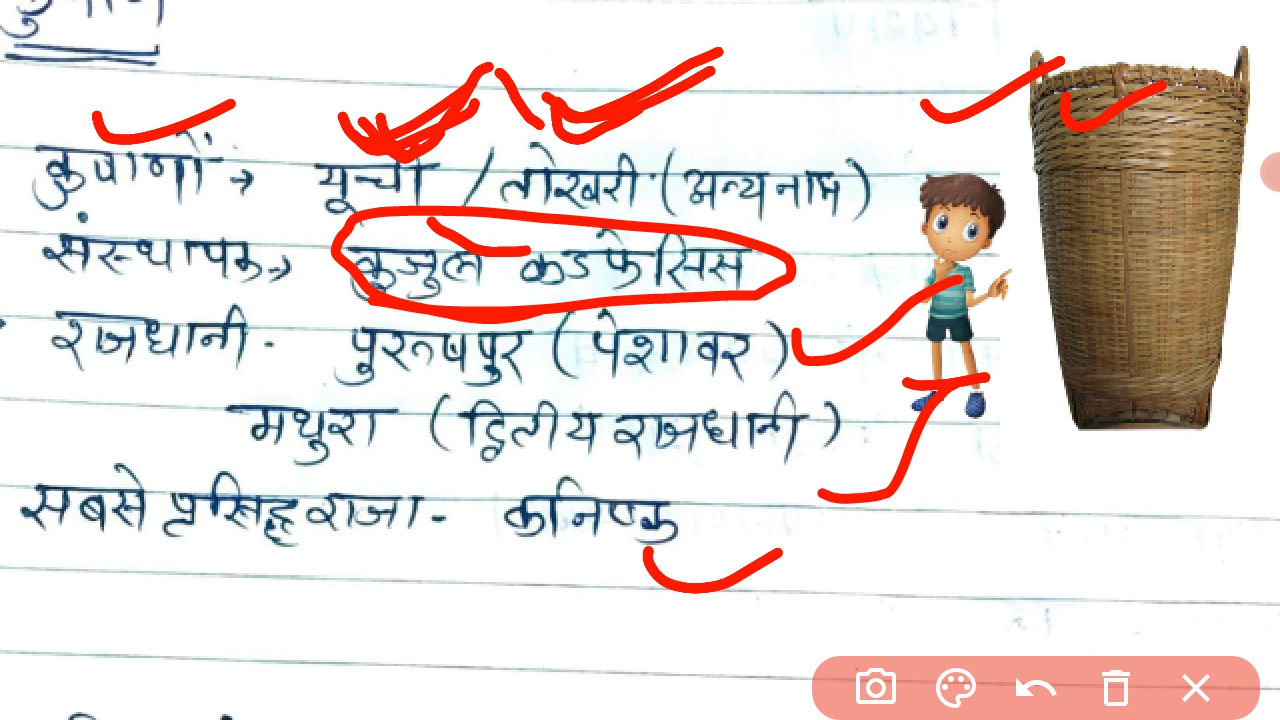 कुषाणों → यूची / तोखरी (अन्य नाम)
संस्थापक → कुजुल कडफेसिस
राजधानी - पुरूषपुर (पेशावर)
मथुरा (द्वितीय राजधानी)
सबसे प्रसिद्ध राजा - कनिष्क